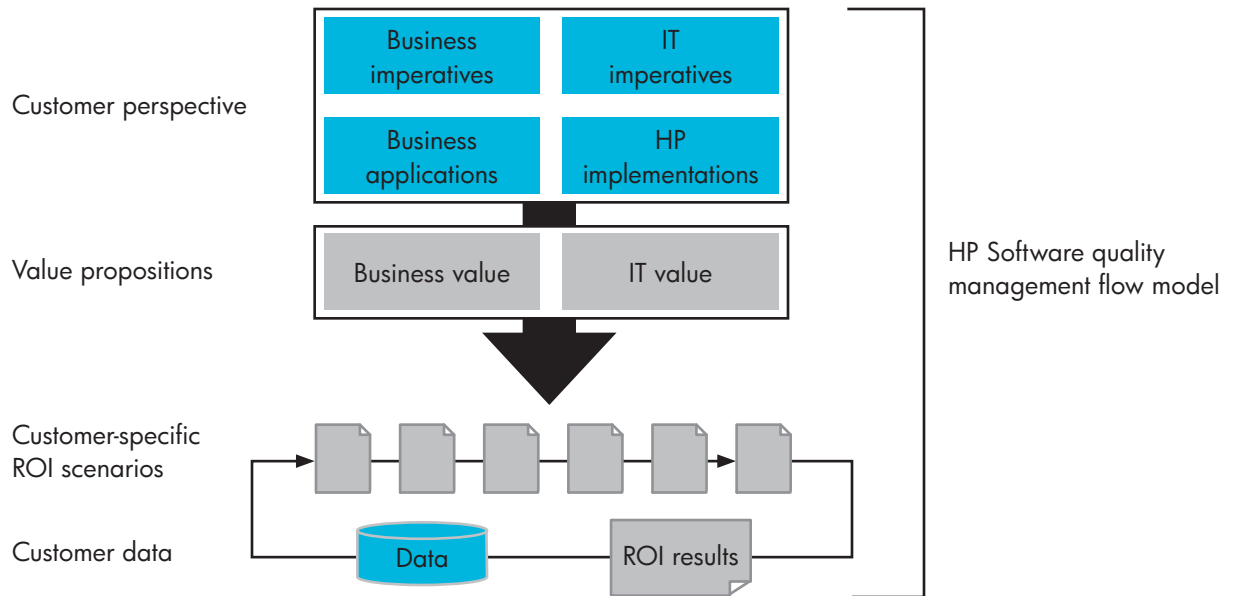 Customer perspective
Business
imperatives
IT
imperatives
Business
applications
HP
implementations
Value propositions
Business value
IT value
HP Software quality
management flow model
Customer-specific
ROI scenarios
Customer data
Data
ROI results